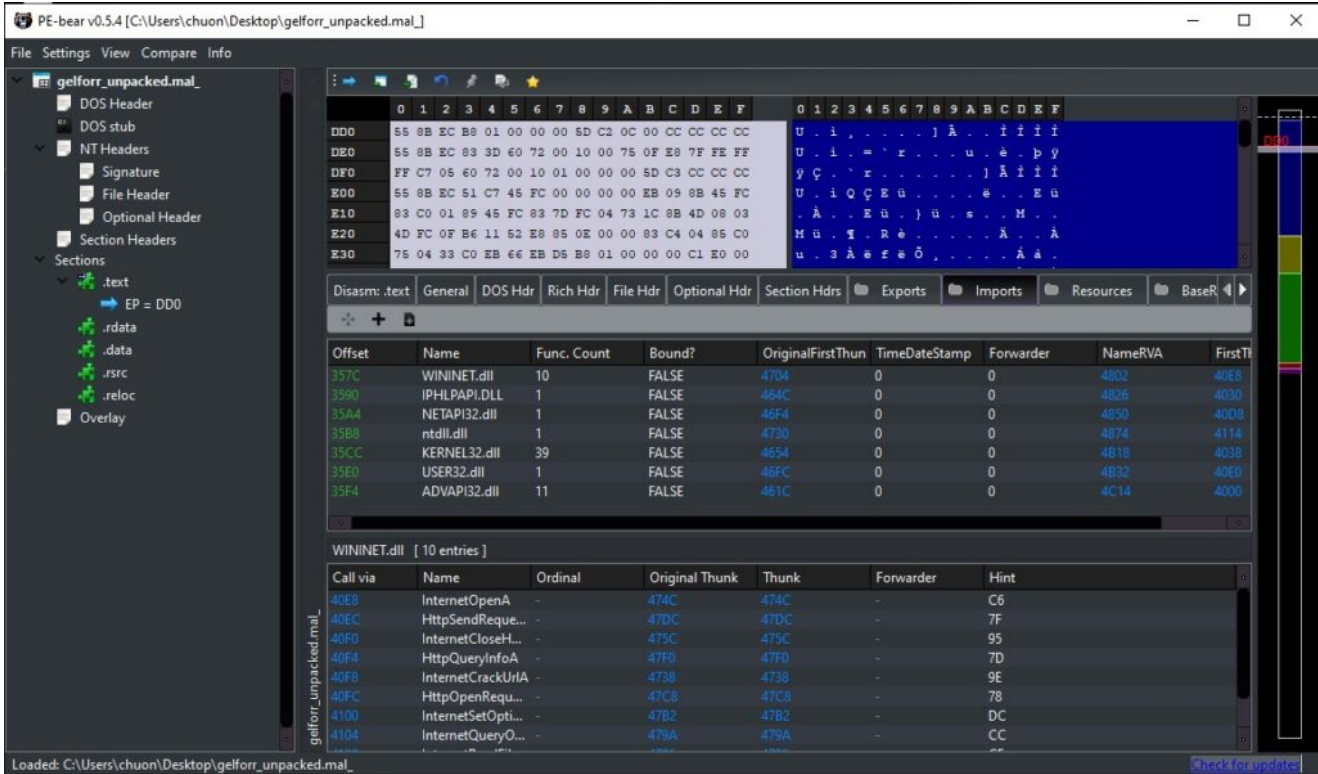 PE-bear v0.5.4 [C:\Users\chuon\Desktop\gelforr_unpacked.mal_]
File Settings View Compare Info
gelforr_unpacked.mal_
DOS Header
DOS stub
NT Headers
Signature
File Header
Optional Header
Section Headers
Sections
.text
EP = DD0
.rdata
.data
.rsrc
.reloc
Overlay
0 1 2 3 4 5 6 7 8 9 A B C D E F 0 1 2 3 4 5 6 7 8 9 A B C D E F
DD0 55 8B EC B8 01 00 00 00 5D C2 0C 00 CC CC CC CC U . ì ¸ . . . . ] Â . . Ì Ì Ì Ì
DE0 55 8B EC 83 3D 60 72 00 10 00 75 0F E8 7F FE FF U . ì . = ` r . . . u . è . þ ÿ
DF0 FF C7 05 60 72 00 10 01 00 00 00 5D C3 CC CC CC ÿ Ç . ` r . . . . . . ] Ã Ì Ì Ì
E00 55 8B EC 51 C7 45 FC 00 00 00 00 EB 09 8B 45 FC U . ì Q Ç E ü . . . . ë . . E ü
E10 83 C0 01 89 45 FC 83 7D FC 04 73 1C 8B 4D 08 03 . À . . E ü . } ü . s . . M . .
E20 4D FC 0F B6 11 52 E8 85 0E 00 00 83 C4 04 85 C0 M ü . ¶ . R è . . . . . Ä . . À
E30 75 04 33 C0 EB 66 EB D5 B8 01 00 00 00 C1 E0 00 u . 3 À ë f ë Õ ¸ . . . . Á à .
DD0
Disasm: .text General DOS Hdr Rich Hdr File Hdr Optional Hdr Section Hdrs Exports Imports Resources BaseR
Offset Name Func. Count Bound? OriginalFirstThun TimeDateStamp Forwarder NameRVA FirstTh
357C WININET.dll 10 FALSE 4704 0 0 4802 40E8
3590 IPHLPAPI.DLL 1 FALSE 464C 0 0 4826 4030
35A4 NETAPI32.dll 1 FALSE 46F4 0 0 4850 40D8
35B8 ntdll.dll 1 FALSE 4730 0 0 4874 4114
35CC KERNEL32.dll 39 FALSE 4654 0 0 4B18 4038
35E0 USER32.dll 1 FALSE 46FC 0 0 4B32 40E0
35F4 ADVAPI32.dll 11 FALSE 461C 0 0 4C14 4000
WININET.dll [ 10 entries ]
Call via Name Ordinal Original Thunk Thunk Forwarder Hint
40E8 InternetOpenA - 474C 474C - C6
40EC HttpSendReque... - 47DC 47DC - 7F
40F0 InternetCloseH... - 475C 475C - 95
40F4 HttpQueryInfoA - 47F0 47F0 - 7D
40F8 InternetCrackUrlA - 4738 4738 - 9E
40FC HttpOpenRequ... - 47C8 47C8 - 78
4100 InternetSetOpti... - 47B2 47B2 - DC
4104 InternetQueryO... - 479A 479A - CC
gelforr_unpacked.mal_
Loaded: C:\Users\chuon\Desktop\gelforr_unpacked.mal_
Check for updates